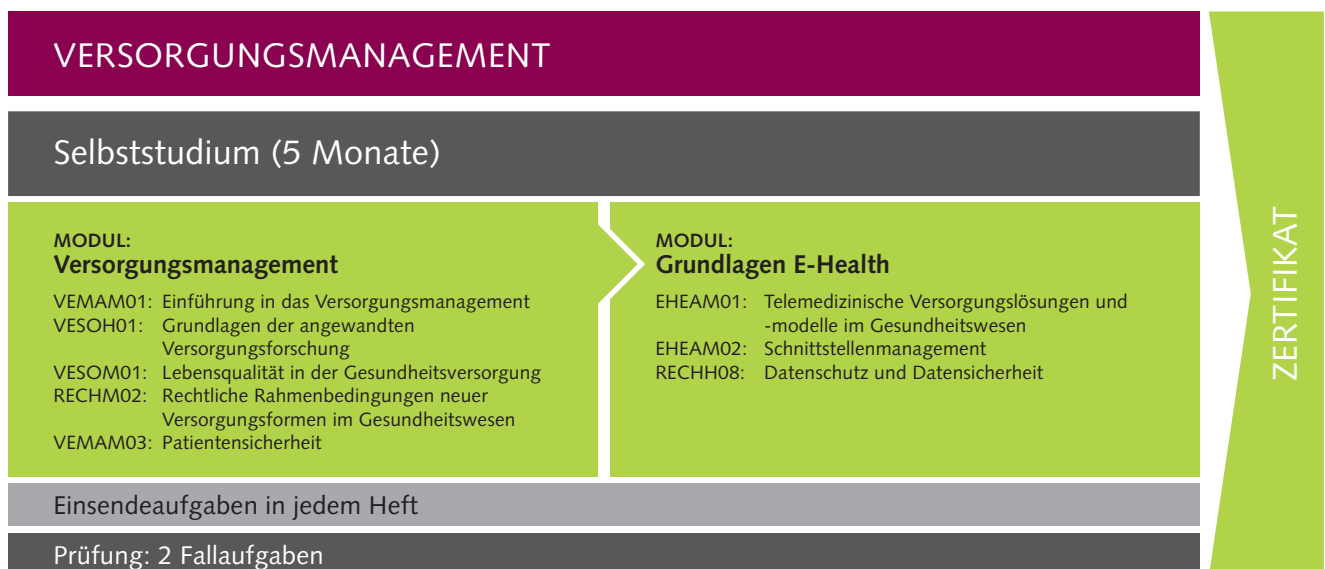 VERSORGUNGSMANAGEMENT
Selbststudium (5 Monate)
MODUL:
Versorgungsmanagement
VEMAM01: Einführung in das Versorgungsmanagement
VESOH01: Grundlagen der angewandten
Versorgungsforschung
VESOM01: Lebensqualität in der Gesundheitsversorgung
RECHM02: Rechtliche Rahmenbedingungen neuer
Versorgungsformen im Gesundheitswesen
VEMAM03: Patientensicherheit
MODUL:
Grundlagen E-Health
EHEAM01: Telemedizinische Versorgungslösungen und
-modelle im Gesundheitswesen
EHEAM02: Schnittstellenmanagement
RECHH08: Datenschutz und Datensicherheit
Einsendeaufgaben in jedem Heft
Prüfung: 2 Fallaufgaben
ZERTIFIKAT